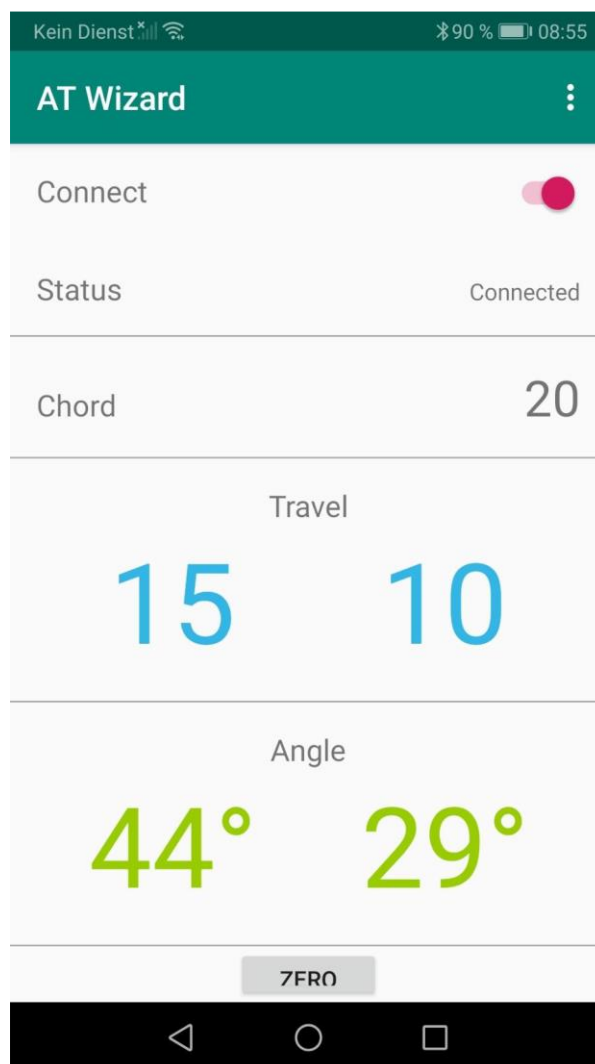 Kein Dienst 90 % 08:55
AT Wizard
Connect
Status Connected
Chord 20
Travel
15 10
Angle
44° 29°
ZERO